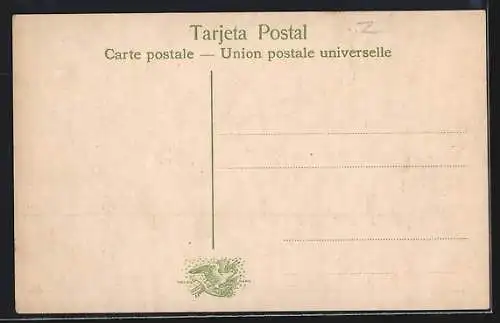 Tarjeta Postal
Carte postale — Union postale universelle